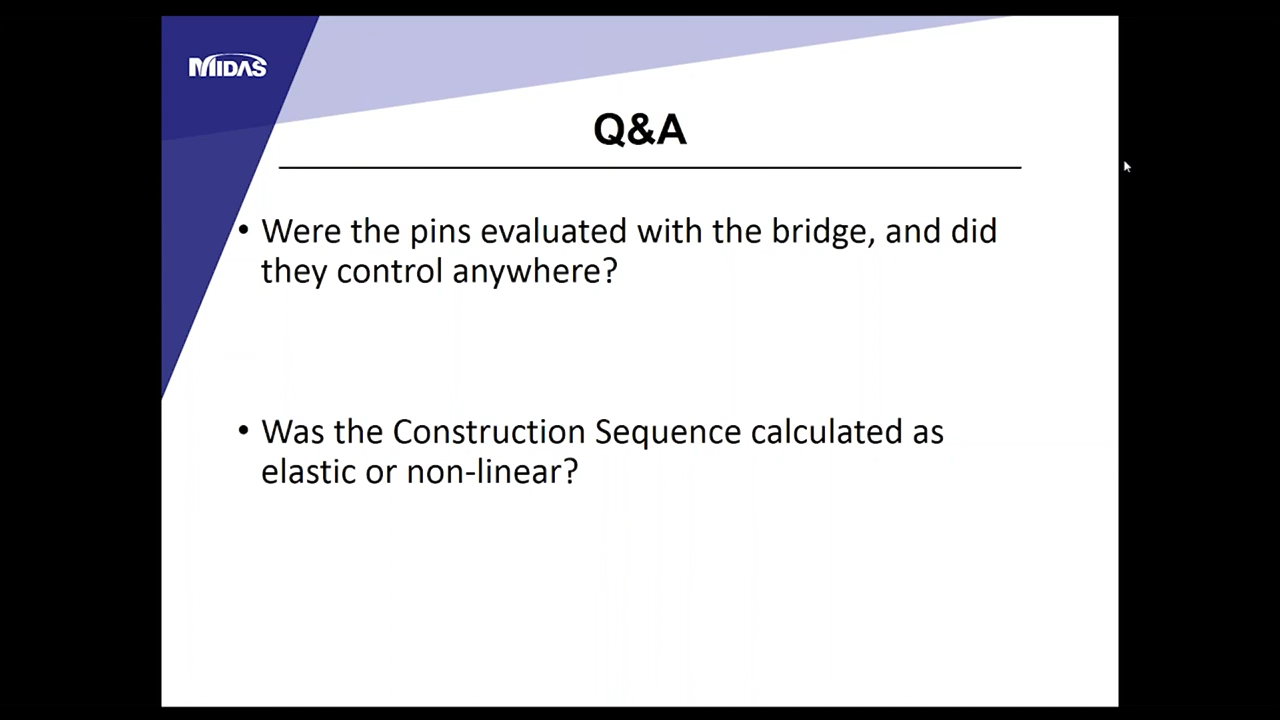 MIDAS
Q&A
• Were the pins evaluated with the bridge, and did
they control anywhere?
• Was the Construction Sequence calculated as
elastic or non-linear?